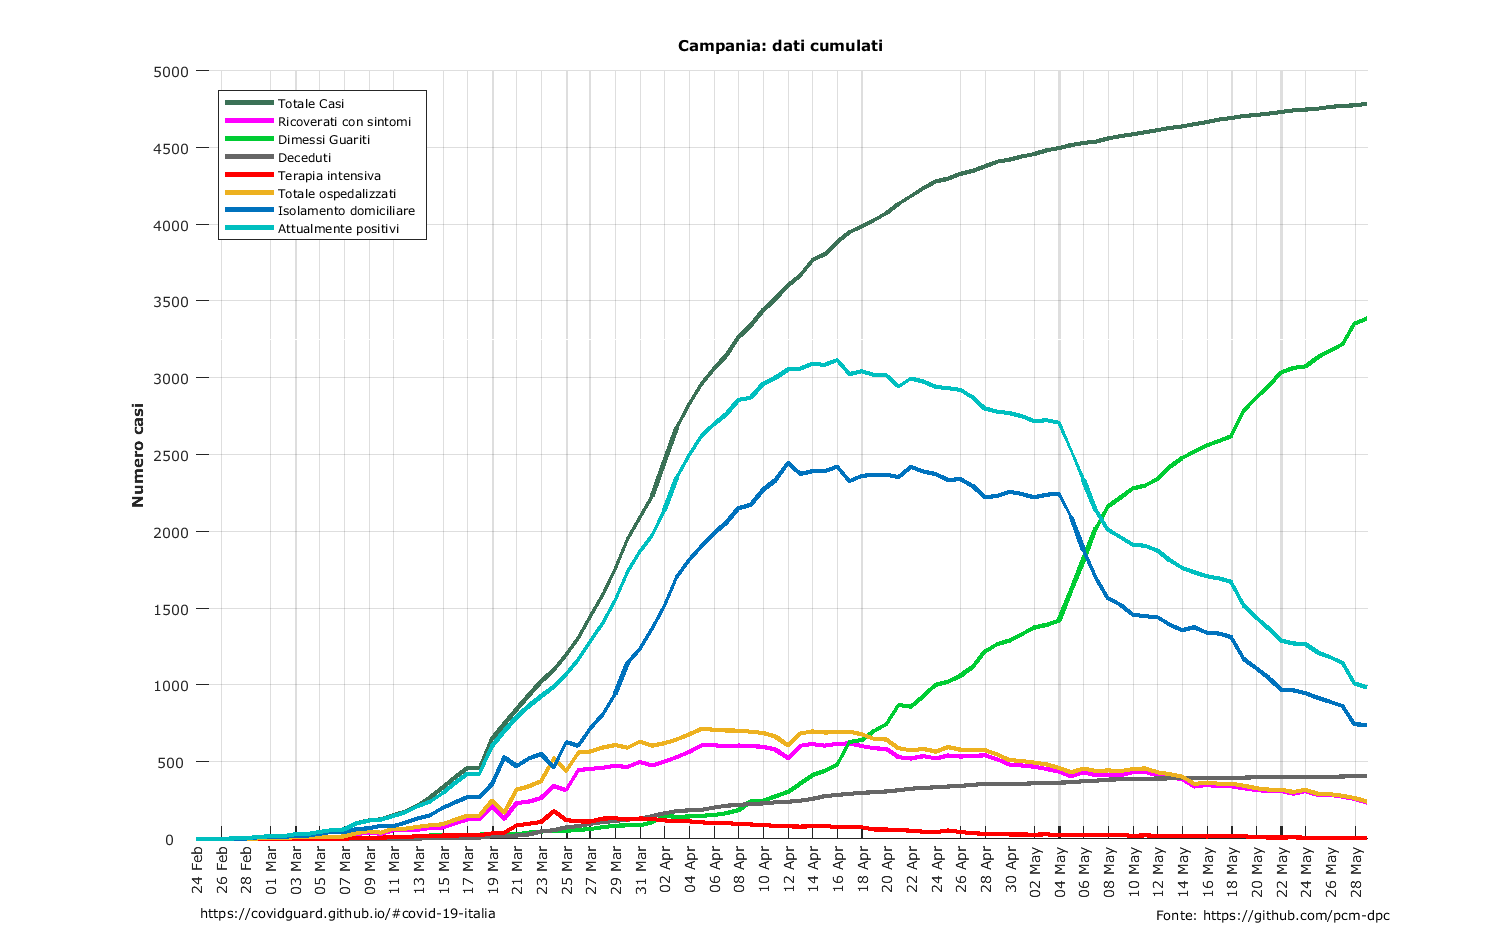 Campania: dati cumulati
5000
4500
4000
3500
3000
2500
2000
1500
1000
500
0
Numero casi
Totale Casi
Ricoverati con sintomi
Dimessi Guariti
Deceduti
Terapia intensiva
Totale ospedalizzati
Isolamento domiciliare
Attualmente positivi
24 Feb
26 Feb
28 Feb
01 Mar
03 Mar
05 Mar
07 Mar
09 Mar
11 Mar
13 Mar
15 Mar
17 Mar
19 Mar
21 Mar
23 Mar
25 Mar
27 Mar
29 Mar
31 Mar
02 Apr
04 Apr
06 Apr
08 Apr
10 Apr
12 Apr
14 Apr
16 Apr
18 Apr
20 Apr
22 Apr
24 Apr
26 Apr
28 Apr
30 Apr
02 May
04 May
06 May
08 May
10 May
12 May
14 May
16 May
18 May
20 May
22 May
24 May
26 May
28 May
https://covidguard.github.io/#covid-19-italia
Fonte: https://github.com/pcm-dpc